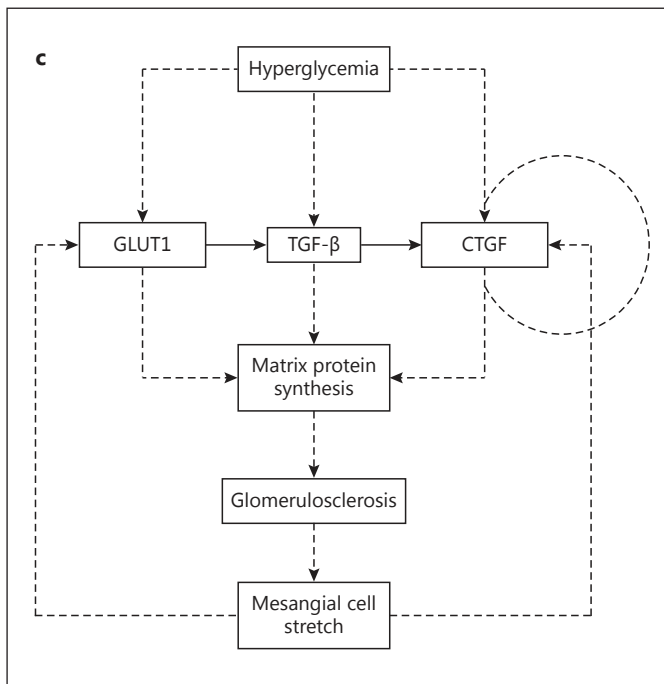 c
Hyperglycemia
GLUT1
TGF-β
CTGF
Matrix protein
synthesis
Glomerulosclerosis
Mesangial cell
stretch